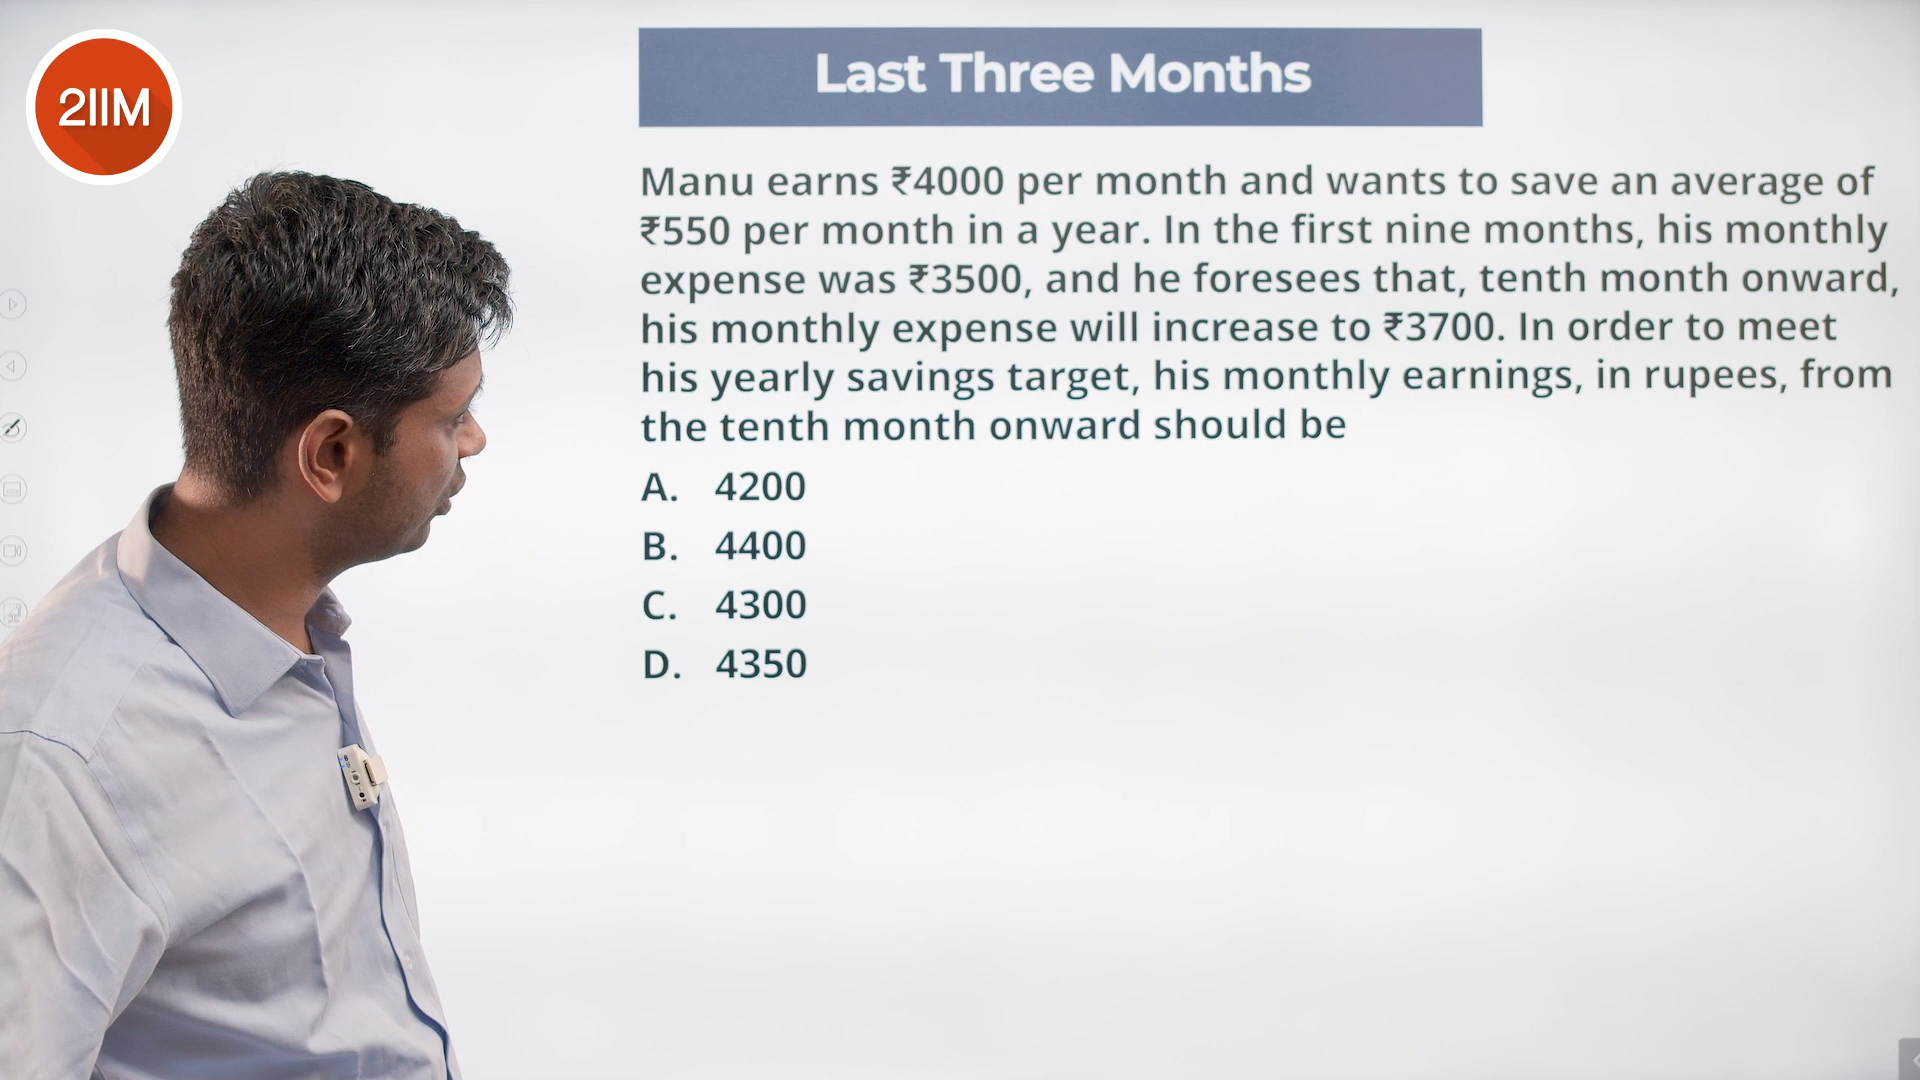 2IIM
Last Three Months
Manu earns ₹4000 per month and wants to save an average of
₹550 per month in a year. In the first nine months, his monthly
expense was ₹3500, and he foresees that, tenth month onward,
his monthly expense will increase to ₹3700. In order to meet
his yearly savings target, his monthly earnings, in rupees, from
the tenth month onward should be
A. 4200
B. 4400
C. 4300
D. 4350